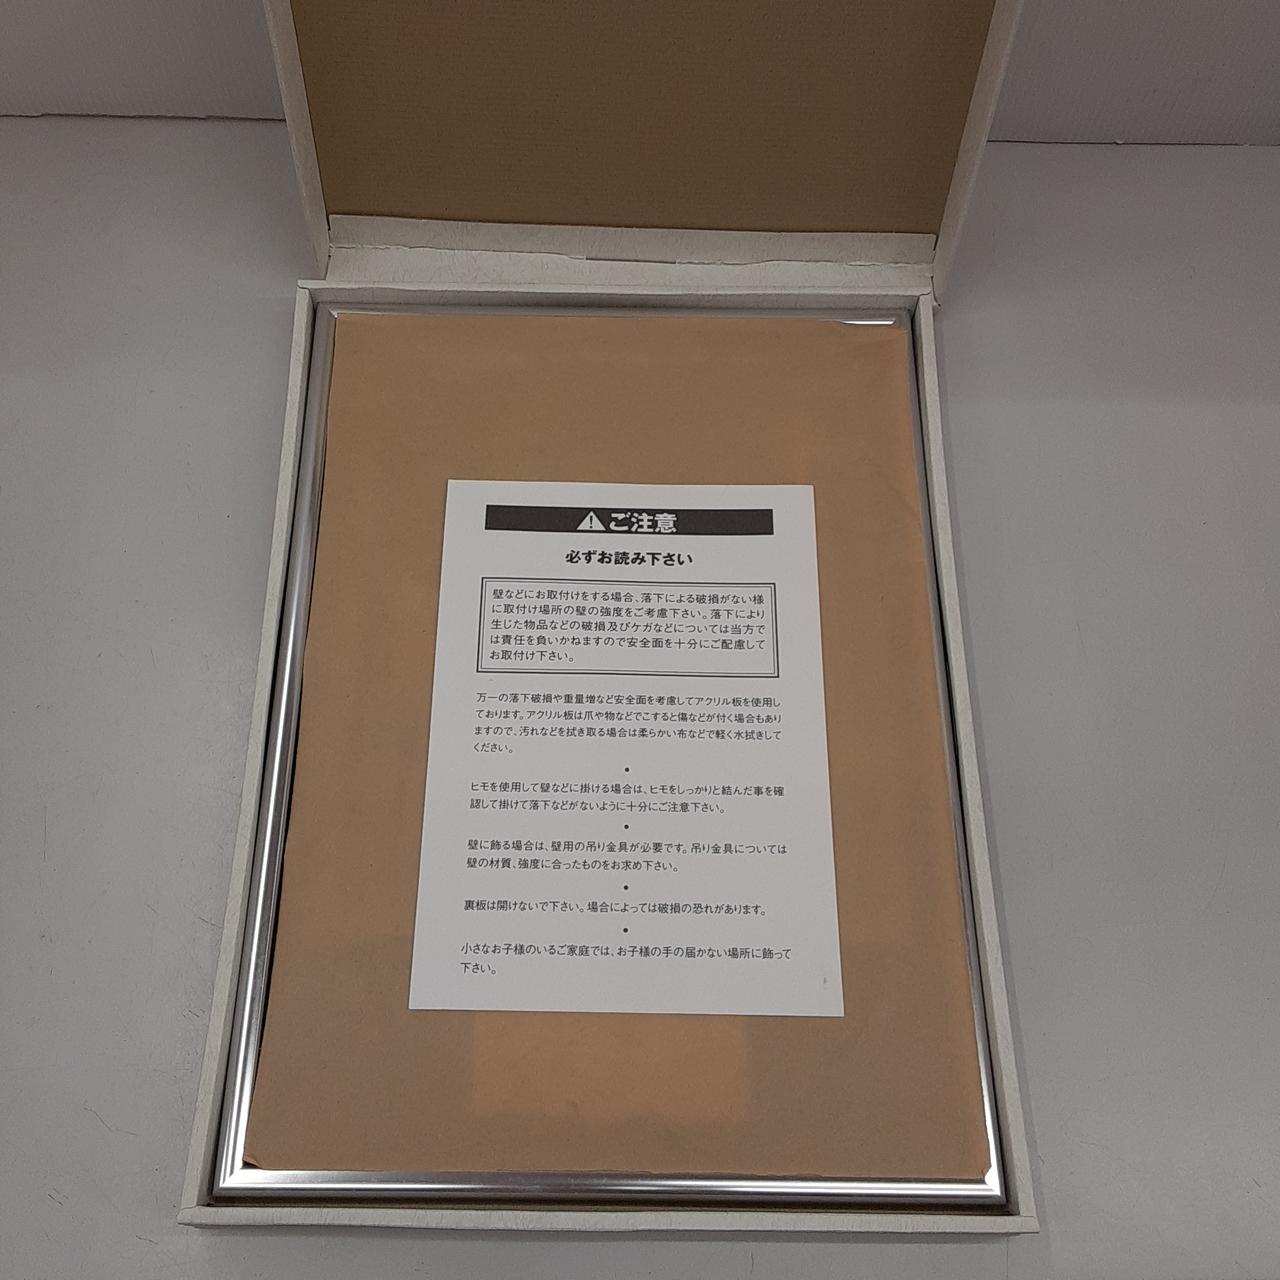 ⚠ご注意
必ずお読み下さい
壁などにお取付けをする場合、落下による破損がない様
に取付け場所の壁の強度をご考慮下さい。落下により
生じた物品などの破損及びケガなどについては当方で
は責任を負いかねますので安全面を十分にご配慮して
お取付け下さい。
万一の落下破損や重量増など安全面を考慮してアクリル板を使用し
ております。アクリル板は爪や物などでこすると傷などが付く場合もあり
ますので、汚れなどを拭き取る場合は柔らかい布などで軽く水拭きして
ください。
●
ヒモを使用して壁などに掛ける場合は、ヒモをしっかりと結んだ事を確
認して掛けて落下などがないように十分にご注意下さい。
●
壁に飾る場合は、壁用の吊り金具が必要です。吊り金具については
壁の材質、強度に合ったものをお求め下さい。
●
裏板は開けないで下さい。場合によっては破損の恐れがあります。
●
小さなお子様のいるご家庭では、お子様の手の届かない場所に飾って
下さい。